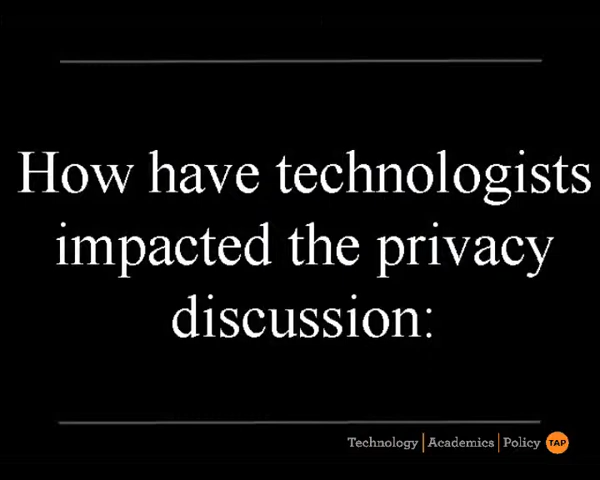 How have technologists
impacted the privacy
discussion:
Technology | Academics | Policy TAP